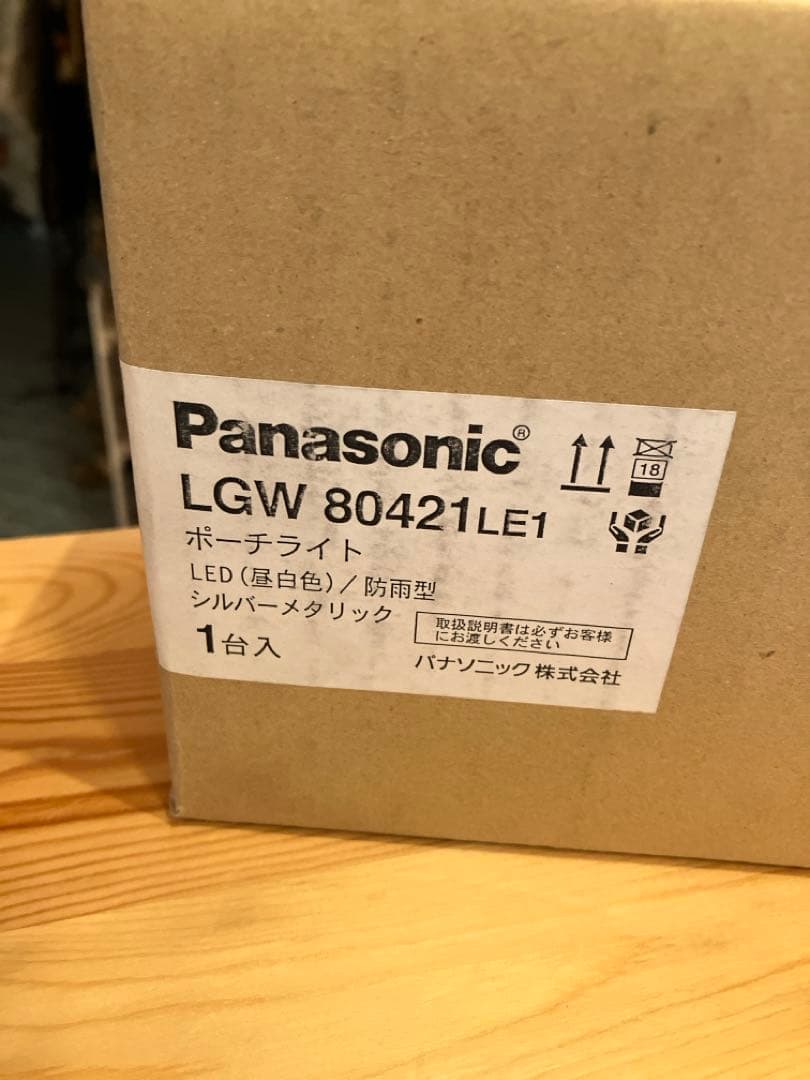 Panasonic®
LGW 80421LE1
18
ポーチライト
LED(昼白色)/防雨型
シルバーメタリック
1台入
取扱説明書は必ずお客様
にお渡しください
パナソニック株式会社